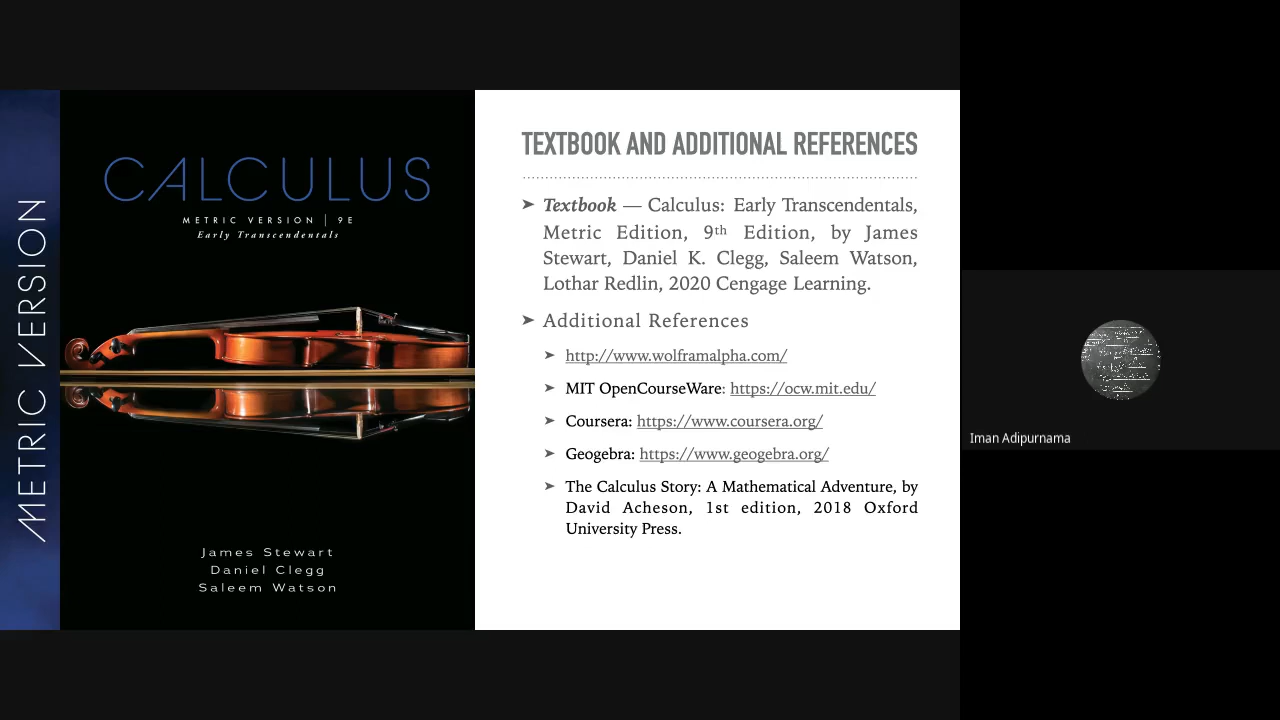 METRIC VERSION
CALCULUS
METRIC VERSION | 9E
Early Transcendentals
James Stewart
Daniel Clegg
Saleem Watson
TEXTBOOK AND ADDITIONAL REFERENCES
➤ Textbook — Calculus: Early Transcendentals,
Metric Edition, 9th Edition, by James
Stewart, Daniel K. Clegg, Saleem Watson,
Lothar Redlin, 2020 Cengage Learning.
➤ Additional References
➤ http://www.wolframalpha.com/
➤ MIT OpenCourseWare: https://ocw.mit.edu/
➤ Coursera: https://www.coursera.org/
➤ Geogebra: https://www.geogebra.org/
➤ The Calculus Story: A Mathematical Adventure, by
David Acheson, 1st edition, 2018 Oxford
University Press.
Iman Adipurnama